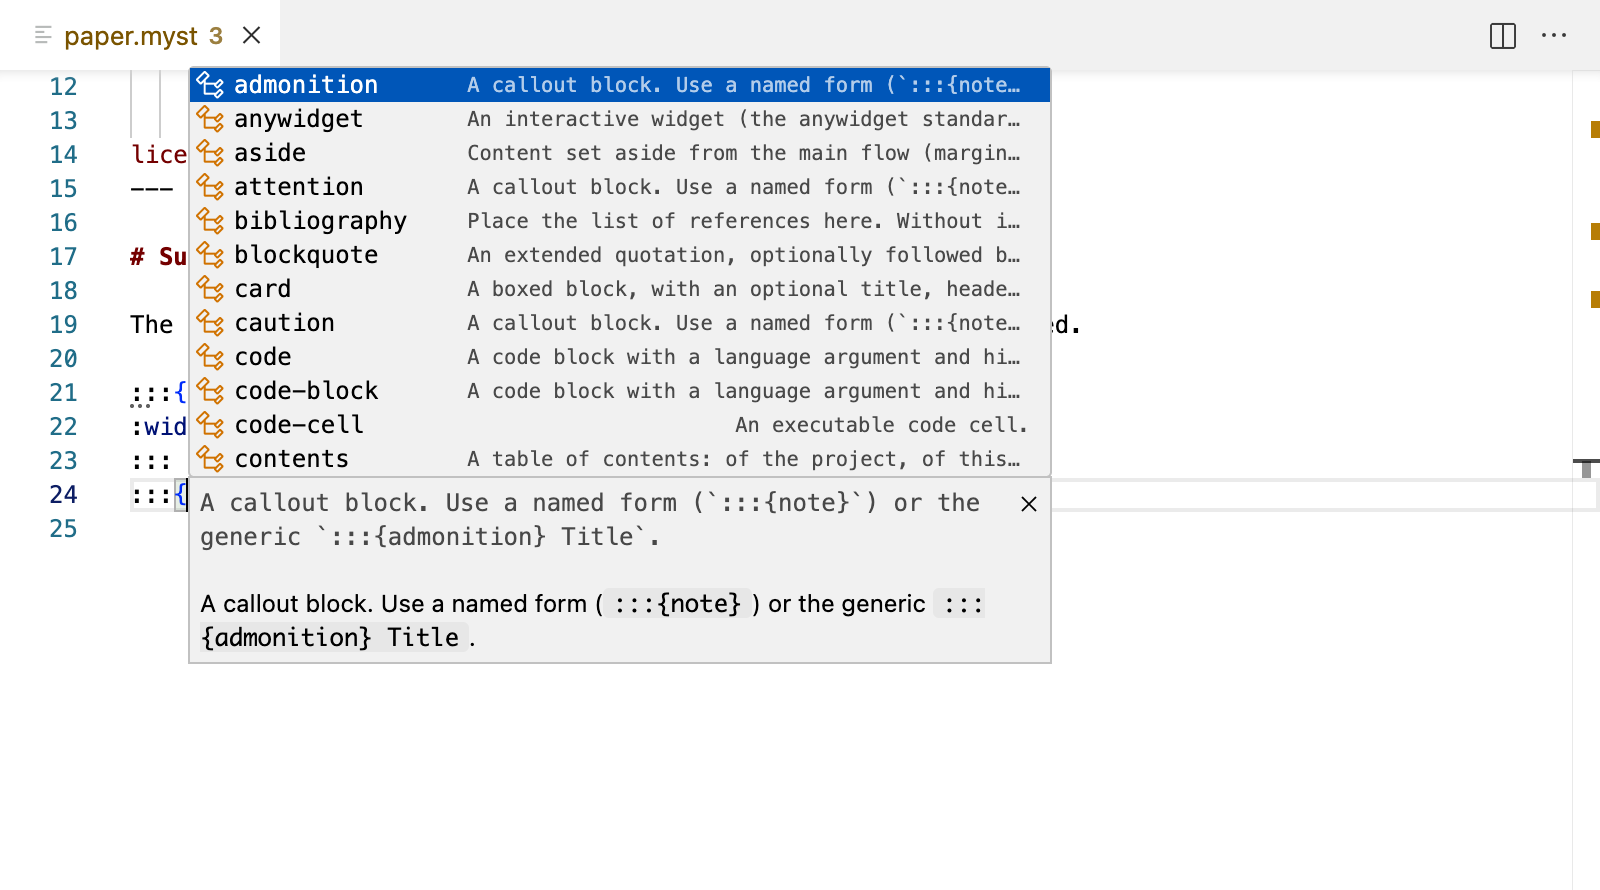 paper.myst 3
12
admonition A callout block. Use a named form (`:::{note…
13
anywidget An interactive widget (the anywidget standar…
14 lice
aside Content set aside from the main flow (margin…
15 ---
attention A callout block. Use a named form (`:::{note…
16
bibliography Place the list of references here. Without i…
17 # Su
blockquote An extended quotation, optionally followed b…
18
card A boxed block, with an optional title, heade…
19 The
caution A callout block. Use a named form (`:::{note…
d.
20
code A code block with a language argument and hi…
21 :::{
code-block A code block with a language argument and hi…
22 :wid
code-cell An executable code cell.
23 :::
contents A table of contents: of the project, of this…
24 :::{
25
A callout block. Use a named form (`:::{note}`) or the
generic `:::{admonition} Title`.
A callout block. Use a named form ( :::{note} ) or the generic :::
{admonition} Title .